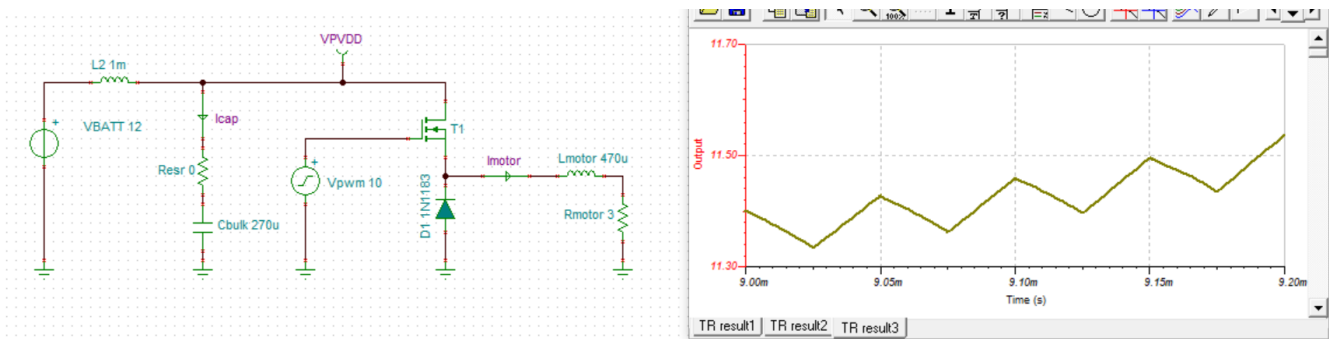 VPVDD
L2 1m
VBATT 12
Icap
T1
Resr 0
Vpwm 10
Imotor
Lmotor 470u
Cbulk 270u
D1 1N1183
Rmotor 3
100%
11.70
11.50
11.30
Output
9.00m
9.05m
9.10m
9.15m
9.20m
Time (s)
TR result1
TR result2
TR result3